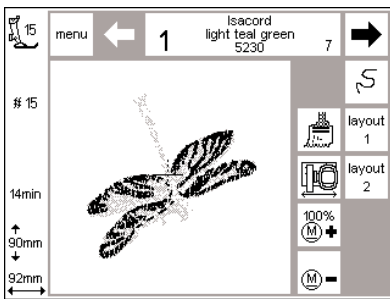 15
menu
1
Isacord
light teal green
5230
7
# 15
layout
1
layout
2
14min
100%
M
90mm
M
92mm